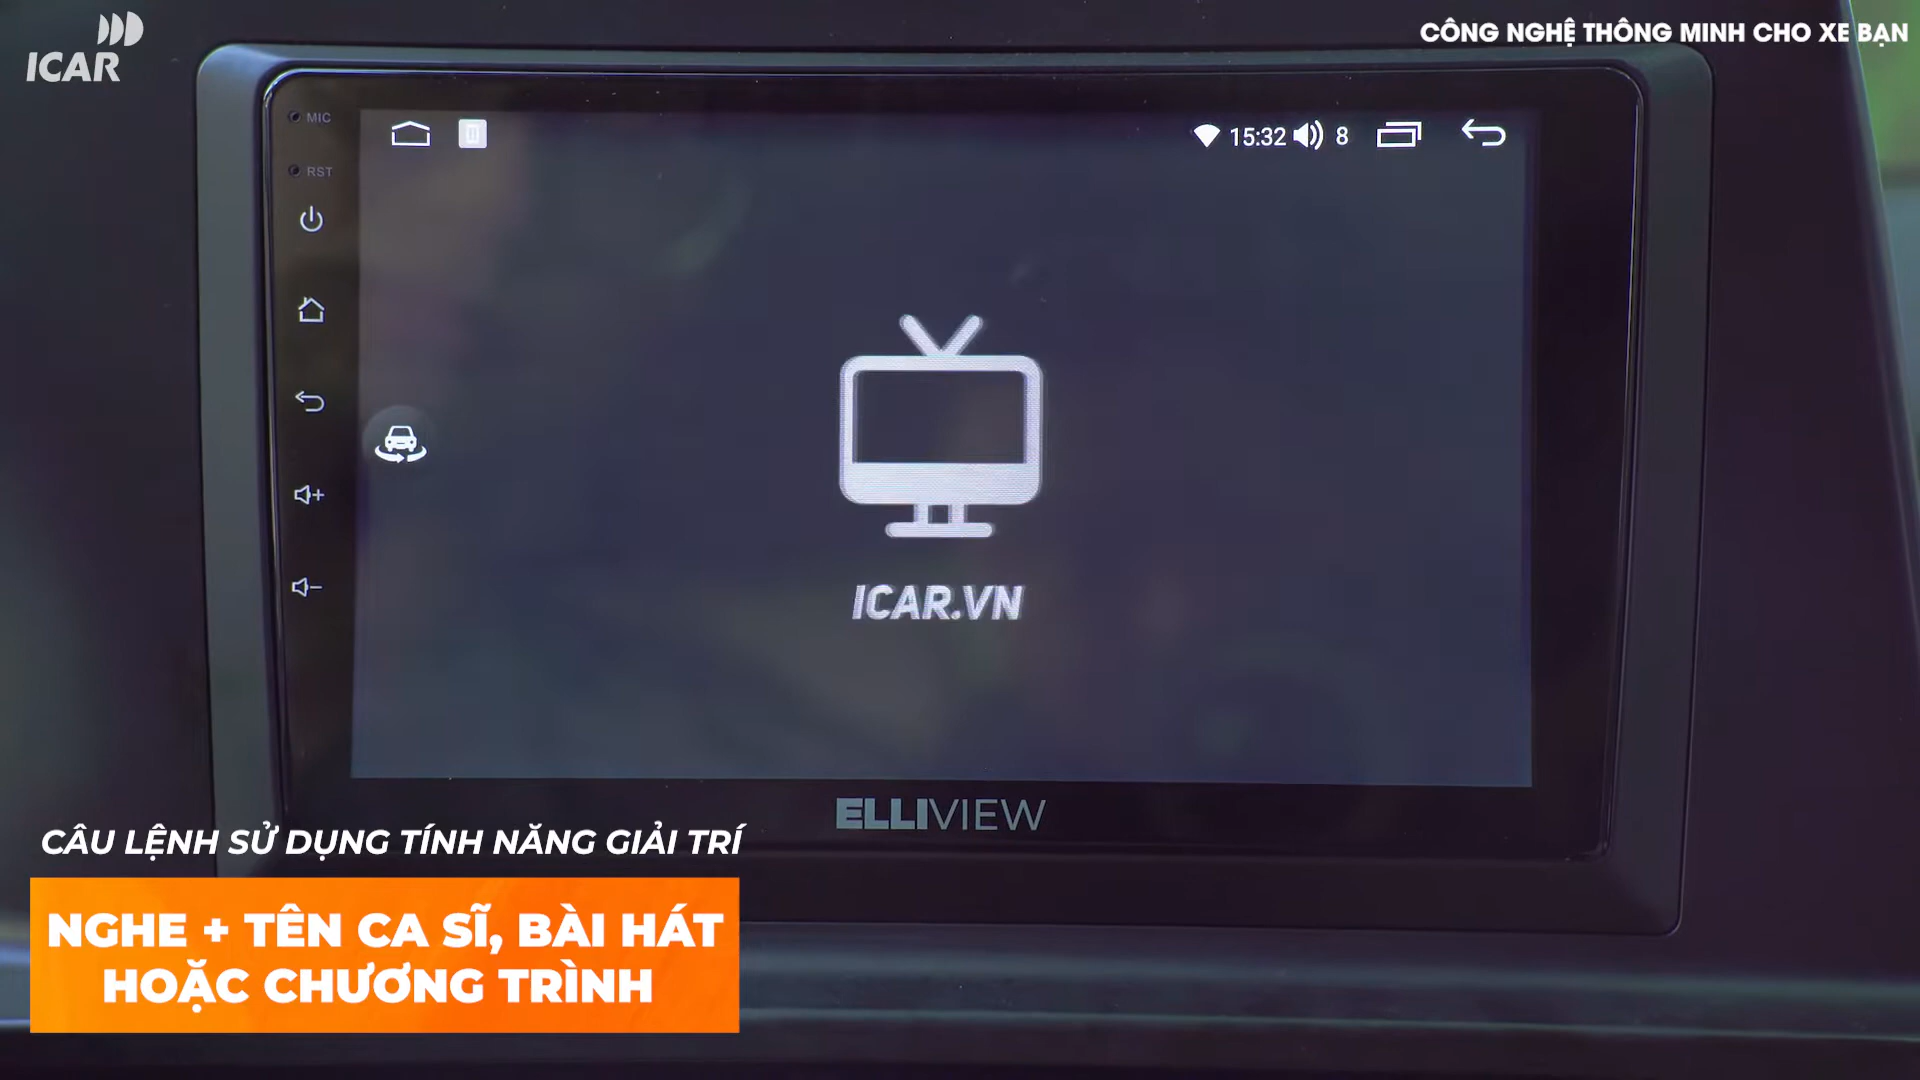 ICAR
CÔNG NGHỆ THÔNG MINH CHO XE BẠN
MIC
RST
15:32
8
ICAR.VN
ELLIVIEW
CÂU LỆNH SỬ DỤNG TÍNH NĂNG GIẢI TRÍ
NGHE + TÊN CA SĨ, BÀI HÁT
HOẶC CHƯƠNG TRÌNH